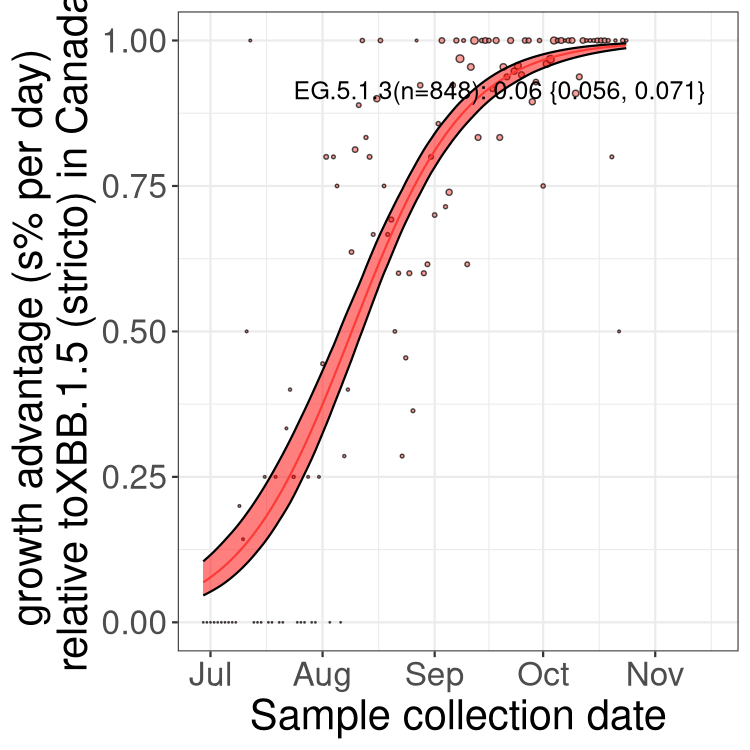 growth advantage (s% per day)
relative toXBB.1.5 (stricto) in Canada
1.00
0.75
0.50
0.25
0.00
EG.5.1.3(n=848): 0.06 {0.056, 0.071}
Jul Aug Sep Oct Nov
Sample collection date